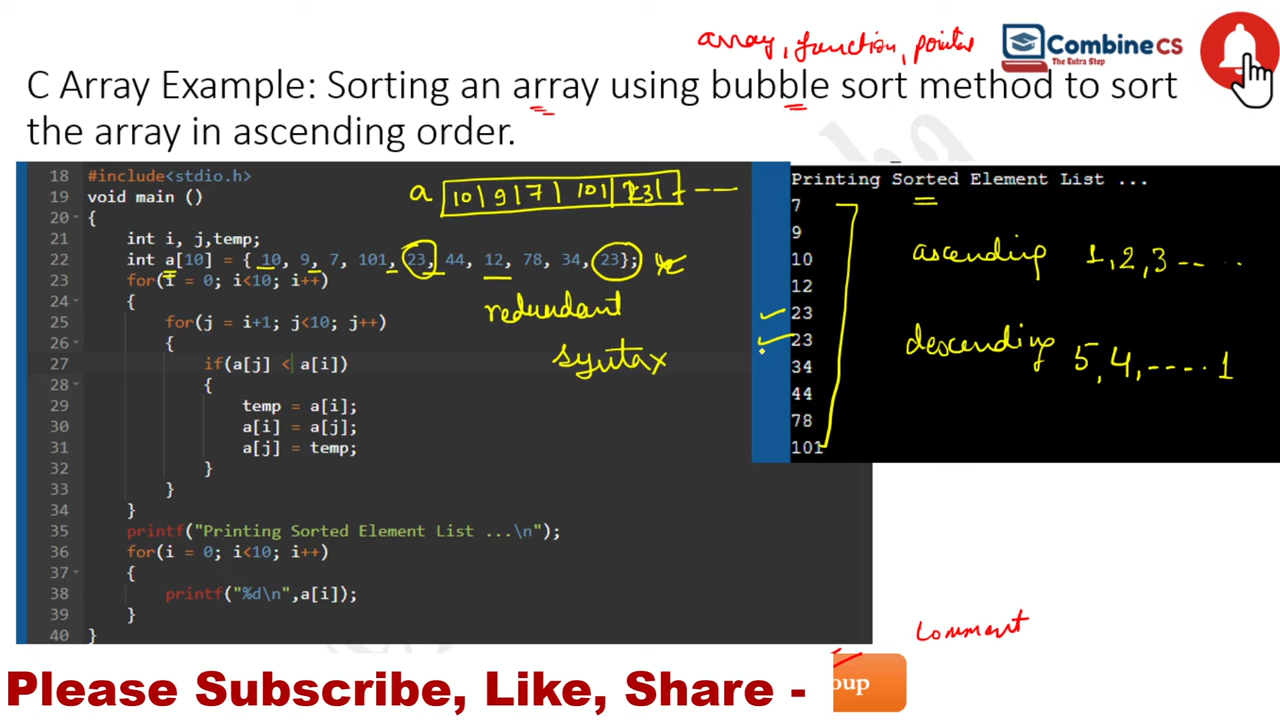 array, function, pointer
CombineCS
The Extra Step
C Array Example: Sorting an array using bubble sort method to sort
the array in ascending order.
18 #include<stdio.h>
19 void main ()
20 {
21 int i, j,temp;
22 int a[10] = { 10, 9, 7, 101, 23, 44, 12, 78, 34, 23};
23 for(i = 0; i<10; i++)
24 {
25 for(j = i+1; j<10; j++)
26 {
27 if(a[j] < a[i])
28 {
29 temp = a[i];
30 a[i] = a[j];
31 a[j] = temp;
32 }
33 }
34 }
35 printf("Printing Sorted Element List ...\n");
36 for(i = 0; i<10; i++)
37 {
38 printf("%d\n",a[i]);
39 }
40 }
a 10 | 9 | 7 | 101 | 23 | ---
redundant
syntax
Printing Sorted Element List ...
7
9
10
12
23
23
34
44
78
101
ascending 1,2,3--...
descending 5,4,----.1
comment
Please Subscribe, Like, Share -
oup